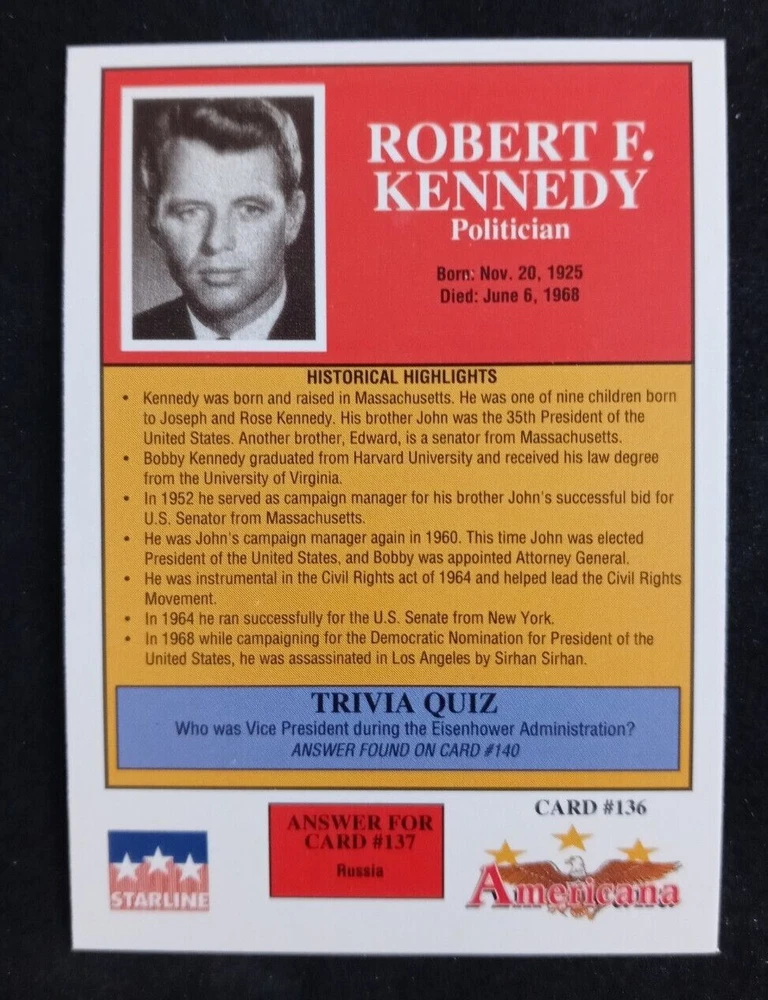 ROBERT F.
KENNEDY
Politician
Born: Nov. 20, 1925
Died: June 6, 1968
HISTORICAL HIGHLIGHTS
• Kennedy was born and raised in Massachusetts. He was one of nine children born
to Joseph and Rose Kennedy. His brother John was the 35th President of the
United States. Another brother, Edward, is a senator from Massachusetts.
• Bobby Kennedy graduated from Harvard University and received his law degree
from the University of Virginia.
• In 1952 he served as campaign manager for his brother John's successful bid for
U.S. Senator from Massachusetts.
• He was John's campaign manager again in 1960. This time John was elected
President of the United States, and Bobby was appointed Attorney General.
• He was instrumental in the Civil Rights act of 1964 and helped lead the Civil Rights
Movement.
• In 1964 he ran successfully for the U.S. Senate from New York.
• In 1968 while campaigning for the Democratic Nomination for President of the
United States, he was assassinated in Los Angeles by Sirhan Sirhan.
TRIVIA QUIZ
Who was Vice President during the Eisenhower Administration?
ANSWER FOUND ON CARD #140
CARD #136
ANSWER FOR
CARD #137
Russia
STARLINE
Americana